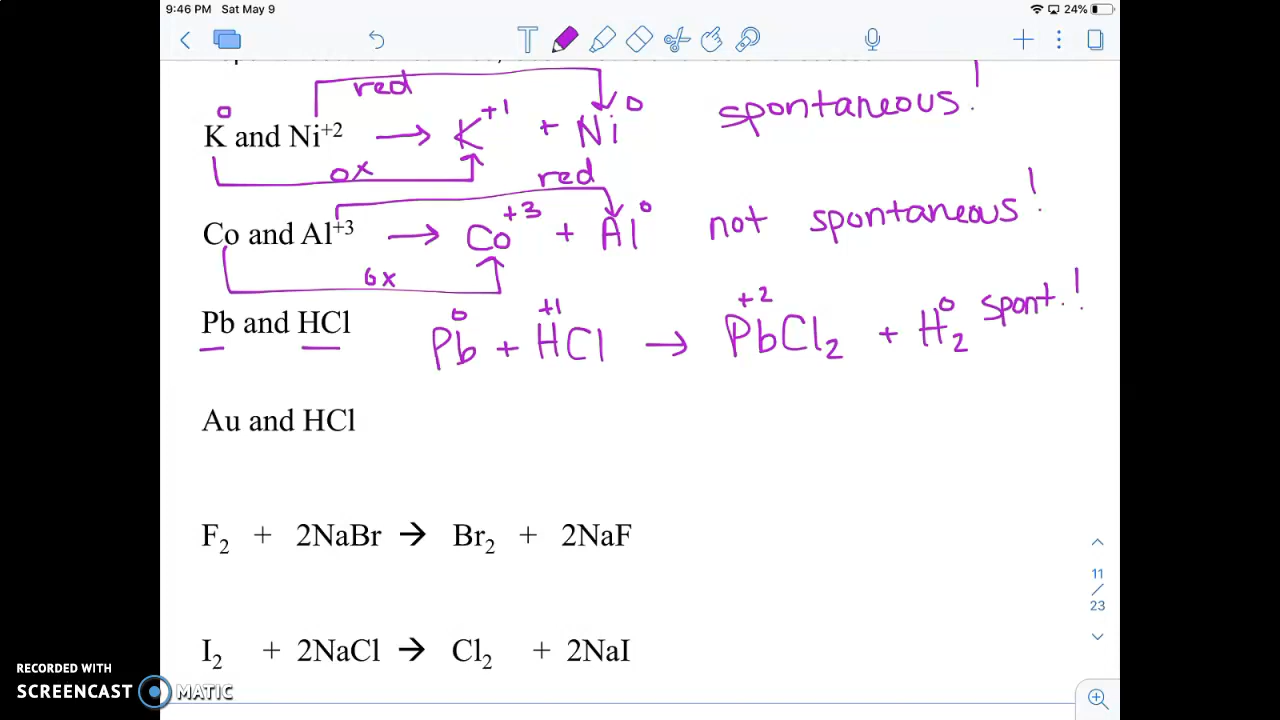 9:46 PM Sat May 9 24%
red
0 +1 0
K and Ni+2 → K + Ni spontaneous!
ox red
+3 0
Co and Al+3 → Co + Al not spontaneous!
ox
0 +1 +2 0
Pb and HCl Pb + HCl → PbCl2 + H2 spont.!
Au and HCl
F2 + 2NaBr → Br2 + 2NaF
11
/
23
I2 + 2NaCl → Cl2 + 2NaI
RECORDED WITH
SCREENCAST MATIC